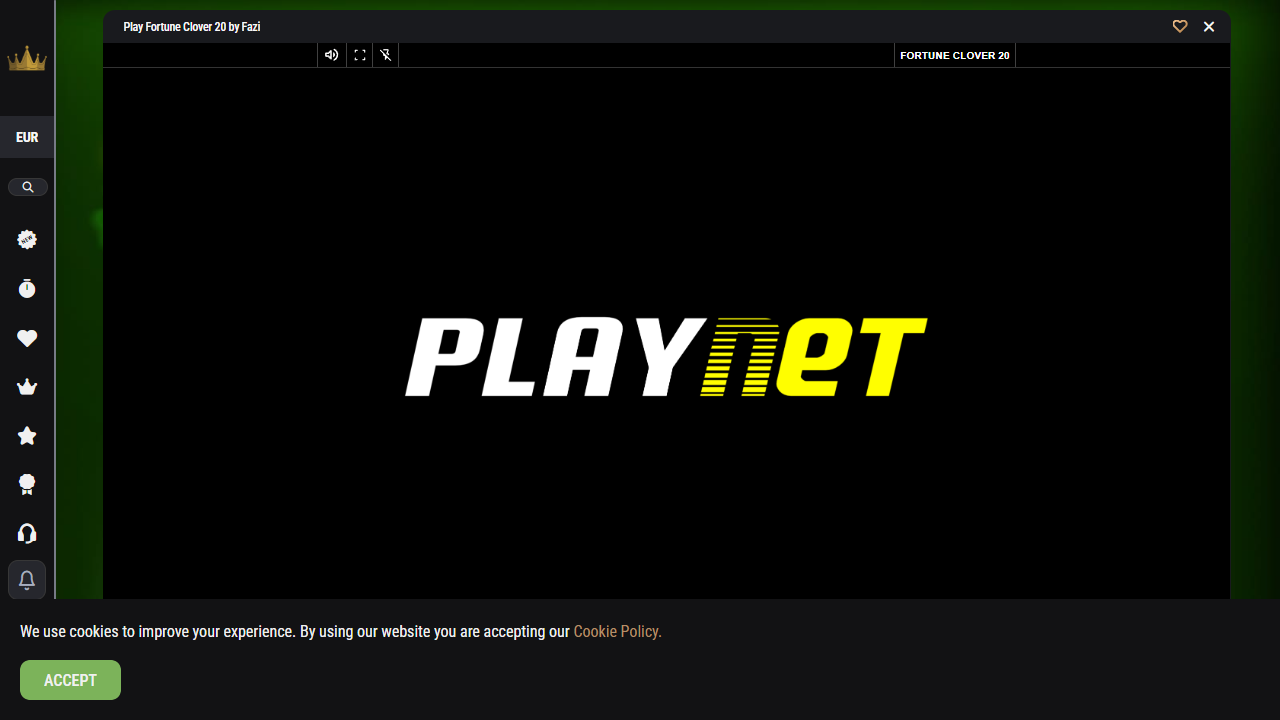 Play Fortune Clover 20 by Fazi
FORTUNE CLOVER 20
EUR
NEW
PLAYnET
We use cookies to improve your experience. By using our website you are accepting our Cookie Policy.
ACCEPT